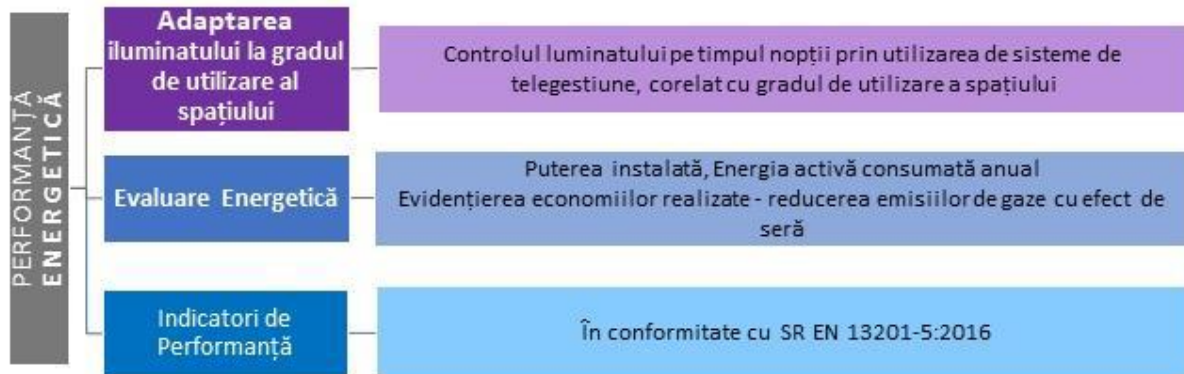 PERFORMANȚĂ
ENERGETICĂ
Adaptarea
iluminatului la gradul
de utilizare al
spațiului
Controlul luminatului pe timpul nopții prin utilizarea de sisteme de
telegestiune, corelat cu gradul de utilizare a spațiului
Evaluare Energetică
Puterea instalată, Energia activă consumată anual
Evidențierea economiilor realizate - reducerea emisiilor de gaze cu efect de
seră
Indicatori de
Performanță
În conformitate cu SR EN 13201-5:2016